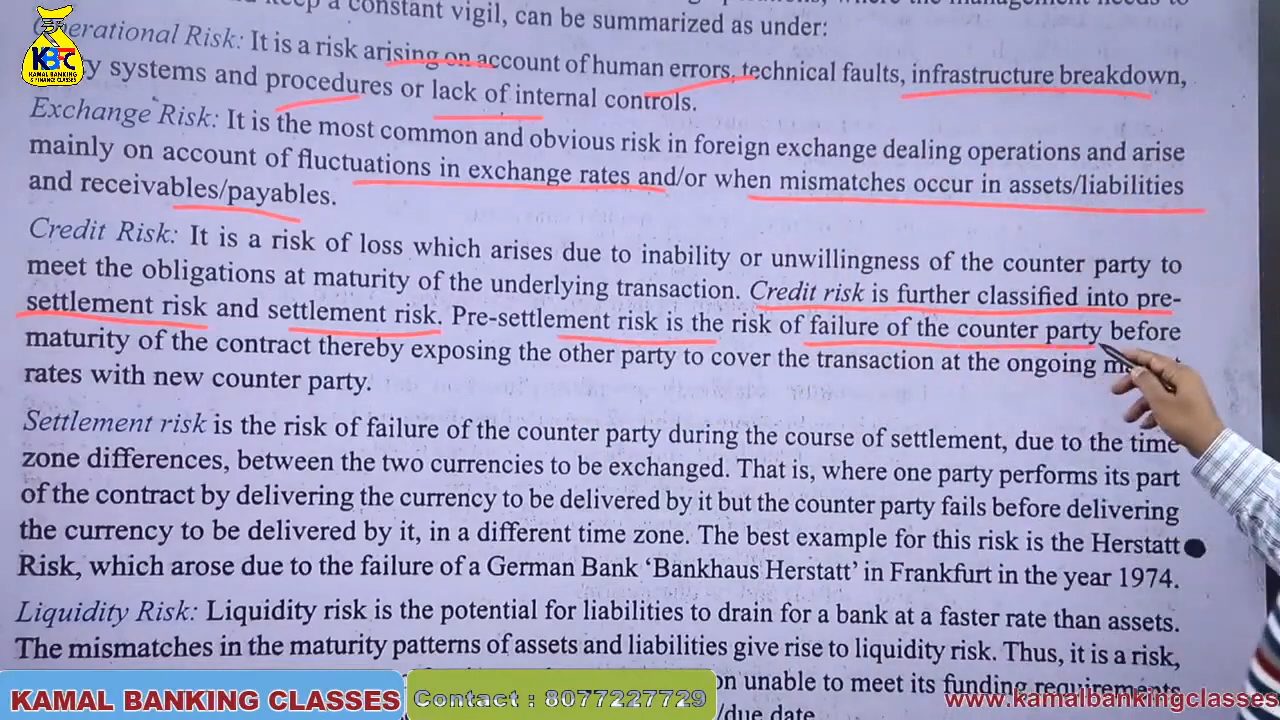 keep a constant vigil, can be summarized as under:
Operational Risk: It is a risk arising on account of human errors, technical faults, infrastructure breakdown,
systems and procedures or lack of internal controls.
Exchange Risk: It is the most common and obvious risk in foreign exchange dealing operations and arise
mainly on account of fluctuations in exchange rates and/or when mismatches occur in assets/liabilities
and receivables/payables.
Credit Risk: It is a risk of loss which arises due to inability or unwillingness of the counter party to
meet the obligations at maturity of the underlying transaction. Credit risk is further classified into pre-
settlement risk and settlement risk. Pre-settlement risk is the risk of failure of the counter party before
maturity of the contract thereby exposing the other party to cover the transaction at the ongoing
rates with new counter party.
Settlement risk is the risk of failure of the counter party during the course of settlement, due to the time
zone differences, between the two currencies to be exchanged. That is, where one party performs its part
of the contract by delivering the currency to be delivered by it but the counter party fails before delivering
the currency to be delivered by it, in a different time zone. The best example for this risk is the Herstatt
Risk, which arose due to the failure of a German Bank ‘Bankhaus Herstatt’ in Frankfurt in the year 1974.
Liquidity Risk: Liquidity risk is the potential for liabilities to drain for a bank at a faster rate than assets.
The mismatches in the maturity patterns of assets and liabilities give rise to liquidity risk. Thus, it is a risk,
unable to meet its funding requirements
/due date
KBFC
KAMAL BANKING
& FINANCE CLASSES
KAMAL BANKING CLASSES
Contact : 8077227729
www.kamalbankingclasses